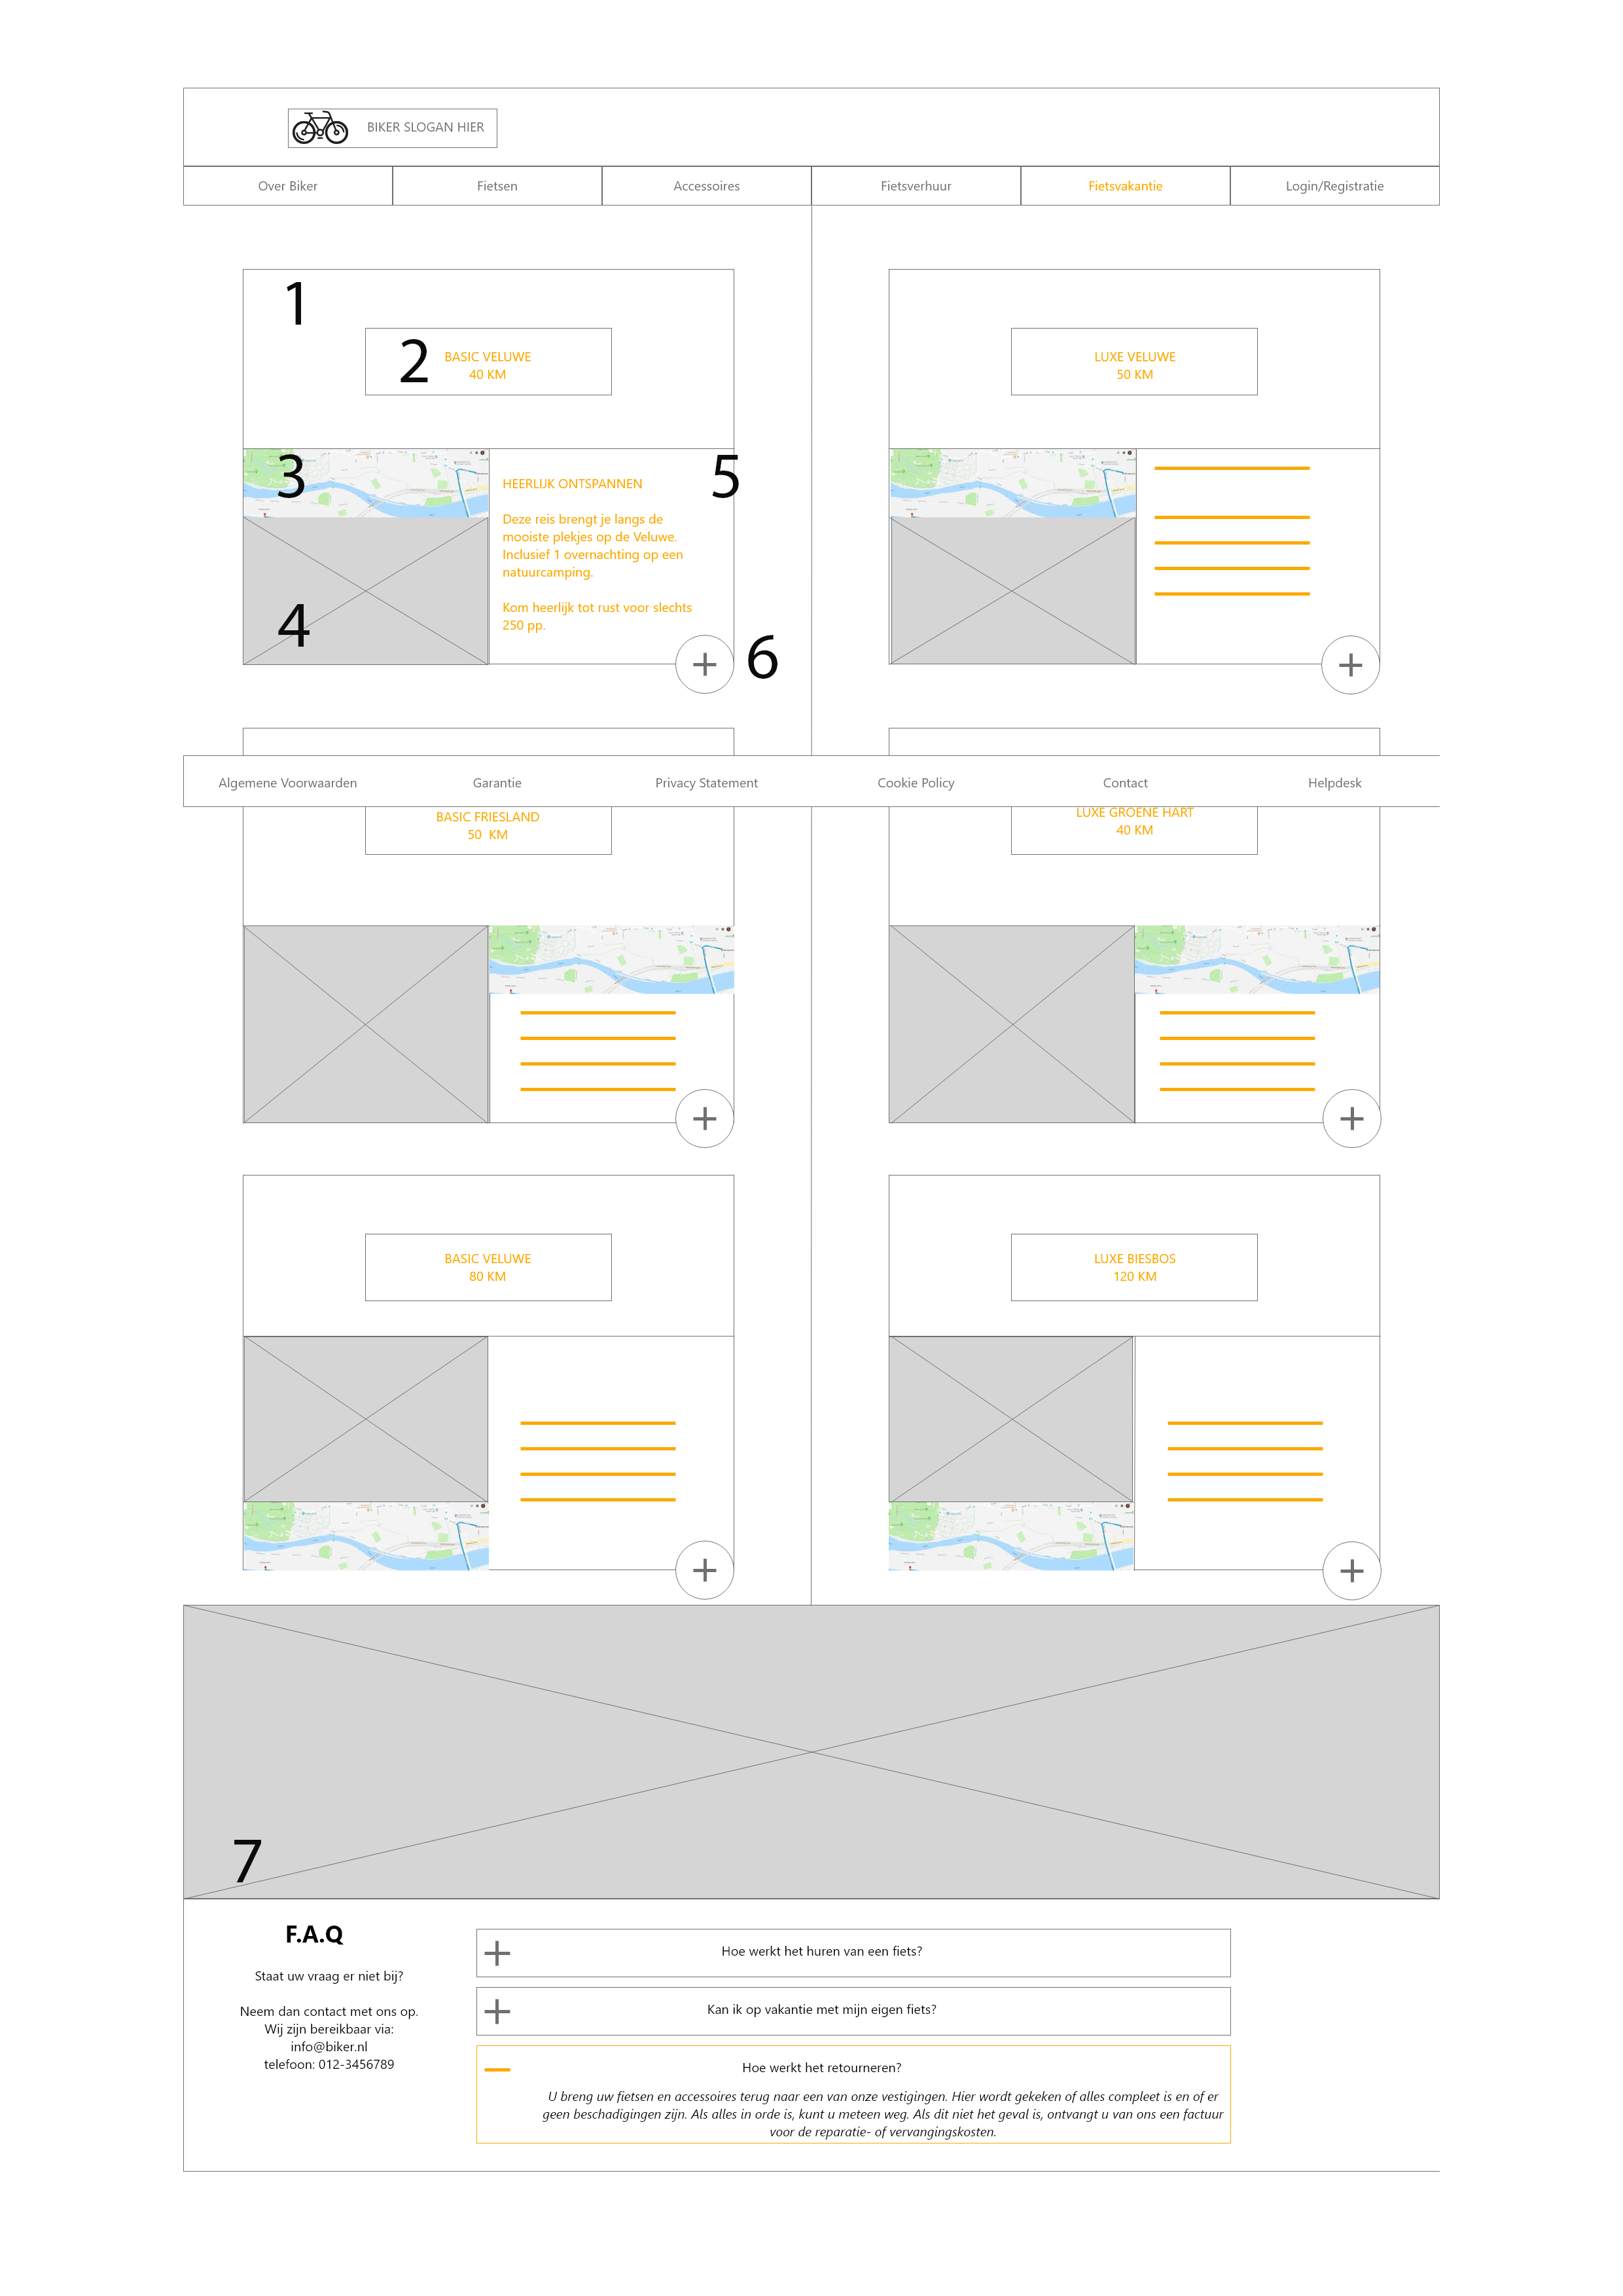 BIKER SLOGAN HIER
Over Biker
Fietsen
Accessoires
Fietsverhuur
Fietsvakantie
Login/Registratie
1
2
BASIC VELUWE
40 KM
LUXE VELUWE
50 KM
3
4
5
HEERLIJK ONTSPANNEN
Deze reis brengt je langs de
mooiste plekjes op de Veluwe.
Inclusief 1 overnachting op een
natuurcamping.
Kom heerlijk tot rust voor slechts
250 pp.
6
Algemene Voorwaarden
Garantie
Privacy Statement
Cookie Policy
Contact
Helpdesk
BASIC FRIESLAND
50 KM
LUXE GROENE HART
40 KM
BASIC VELUWE
80 KM
LUXE BIESBOS
120 KM
7
F.A.Q
Staat uw vraag er niet bij?
Neem dan contact met ons op.
Wij zijn bereikbaar via:
info@biker.nl
telefoon: 012-3456789
Hoe werkt het huren van een fiets?
Kan ik op vakantie met mijn eigen fiets?
Hoe werkt het retourneren?
U breng uw fietsen en accessoires terug naar een van onze vestigingen. Hier wordt gekeken of alles compleet is en of er
geen beschadigingen zijn. Als alles in orde is, kunt u meteen weg. Als dit niet het geval is, ontvangt u van ons een factuur
voor de reparatie- of vervangingskosten.